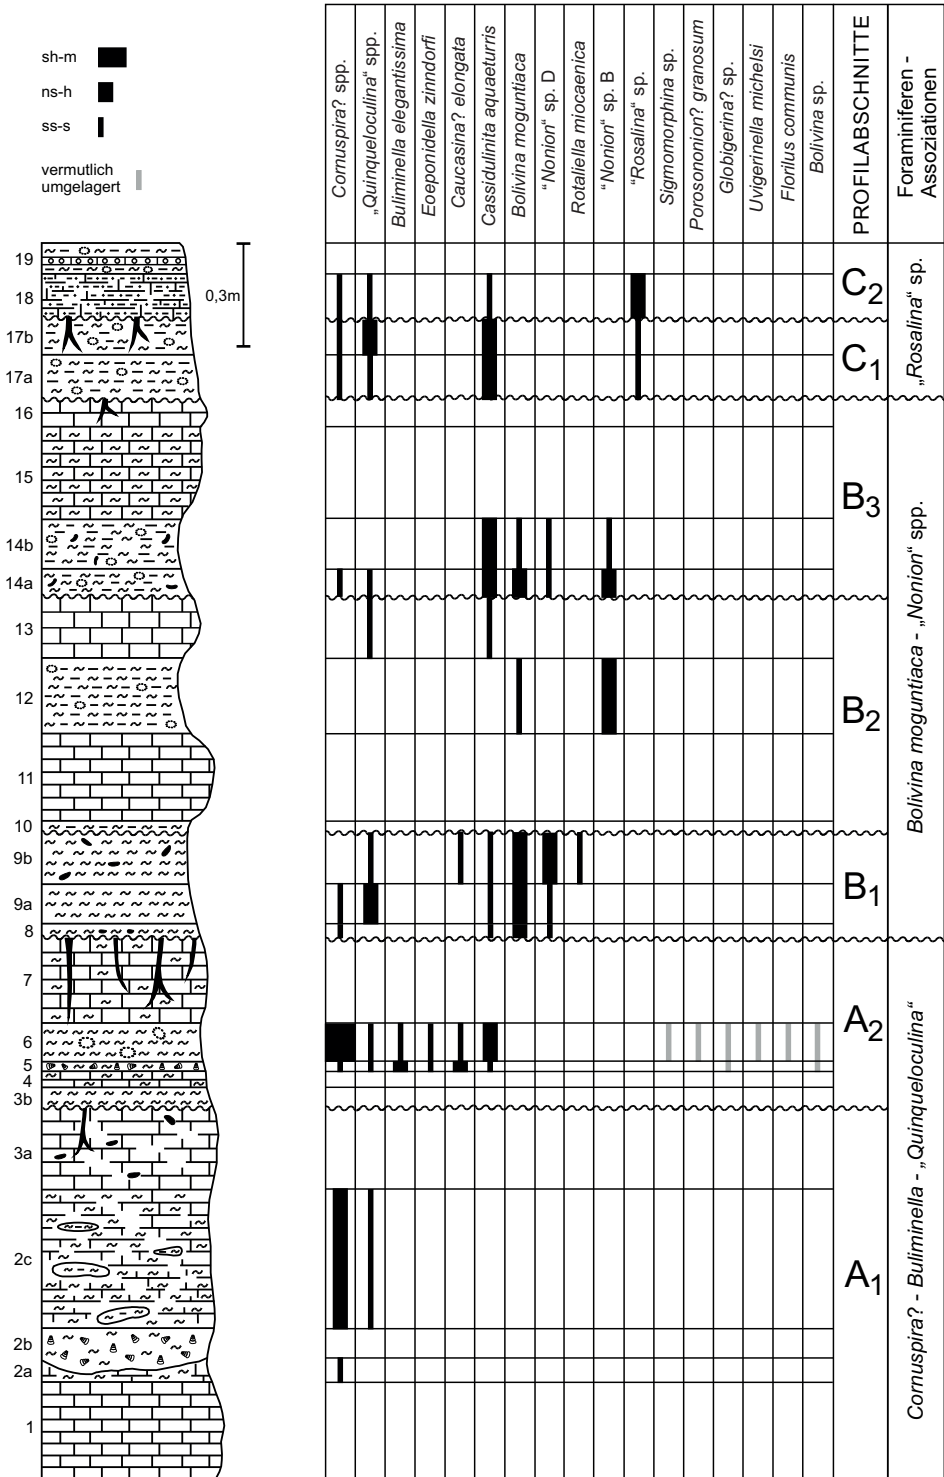 sh-m
ns-h
ss-s
vermutlich
umgelagert
Cornuspira? spp.
„Quinqueloculina“ spp.
Buliminella elegantissima
Eoeponidella zinndorfi
Caucasina? elongata
Cassidulinita aquaeturris
Bolivina moguntiaca
“Nonion“ sp. D
Rotaliella miocaenica
“Nonion“ sp. B
“Rosalina“ sp.
Sigmomorphina sp.
Porosononion? granosum
Globigerina? sp.
Uvigerinella michelsi
Florilus communis
Bolivina sp.
PROFILABSCHNITTE
Foraminiferen -
Assoziationen
0,3m
19
18
17b
17a
16
15
14b
14a
13
12
11
10
9b
9a
8
7
6
5
4
3b
3a
2c
2b
2a
1
C2
C1
B3
B2
B1
A2
A1
„Rosalina“ sp.
Bolivina moguntiaca - „Nonion“ spp.
Cornuspira? - Buliminella - „Quinqueloculina“